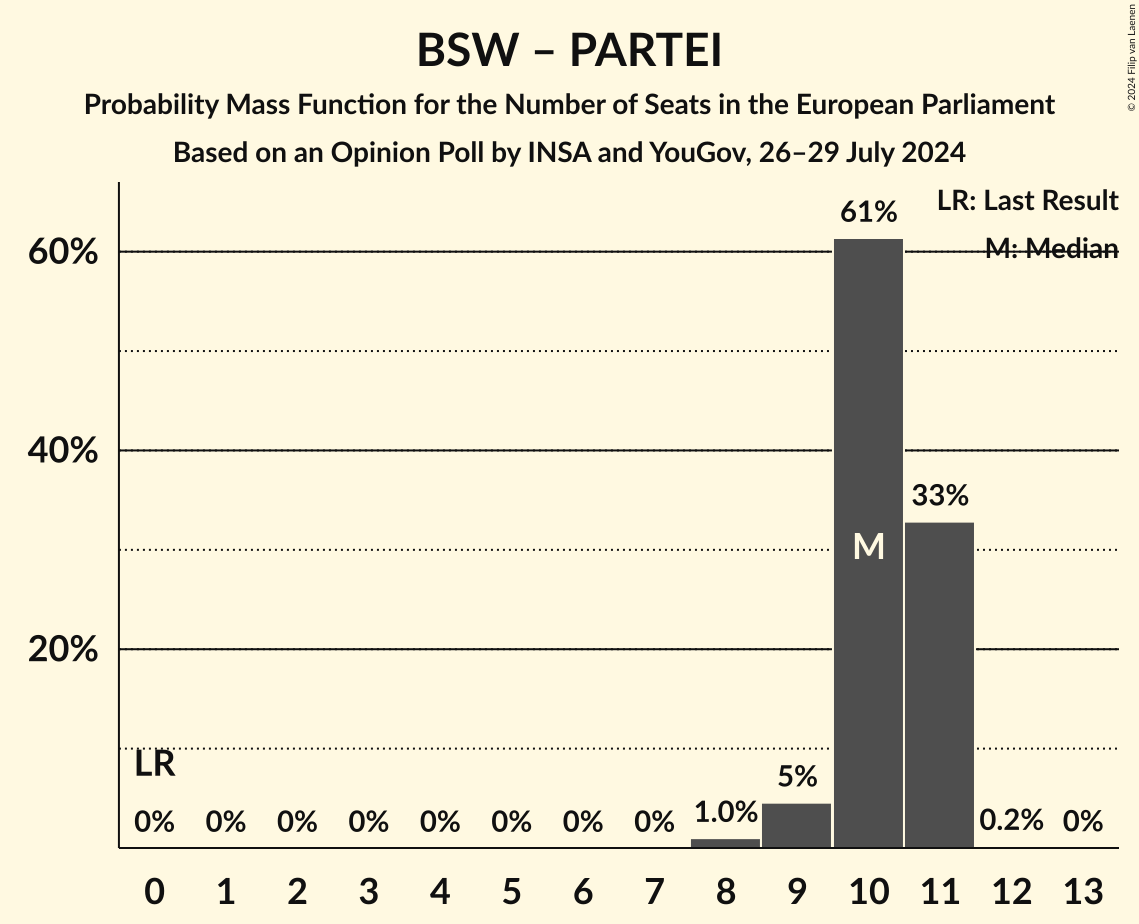 BSW – PARTEI
Probability Mass Function for the Number of Seats in the European Parliament
Based on an Opinion Poll by INSA and YouGov, 26–29 July 2024
© 2024 Filip van Laenen
LR: Last Result
M: Median
60%
40%
20%
61%
33%
M
LR
0% 0% 0% 0% 0% 0% 0% 0% 1.0% 5% 0.2% 0%
0 1 2 3 4 5 6 7 8 9 10 11 12 13